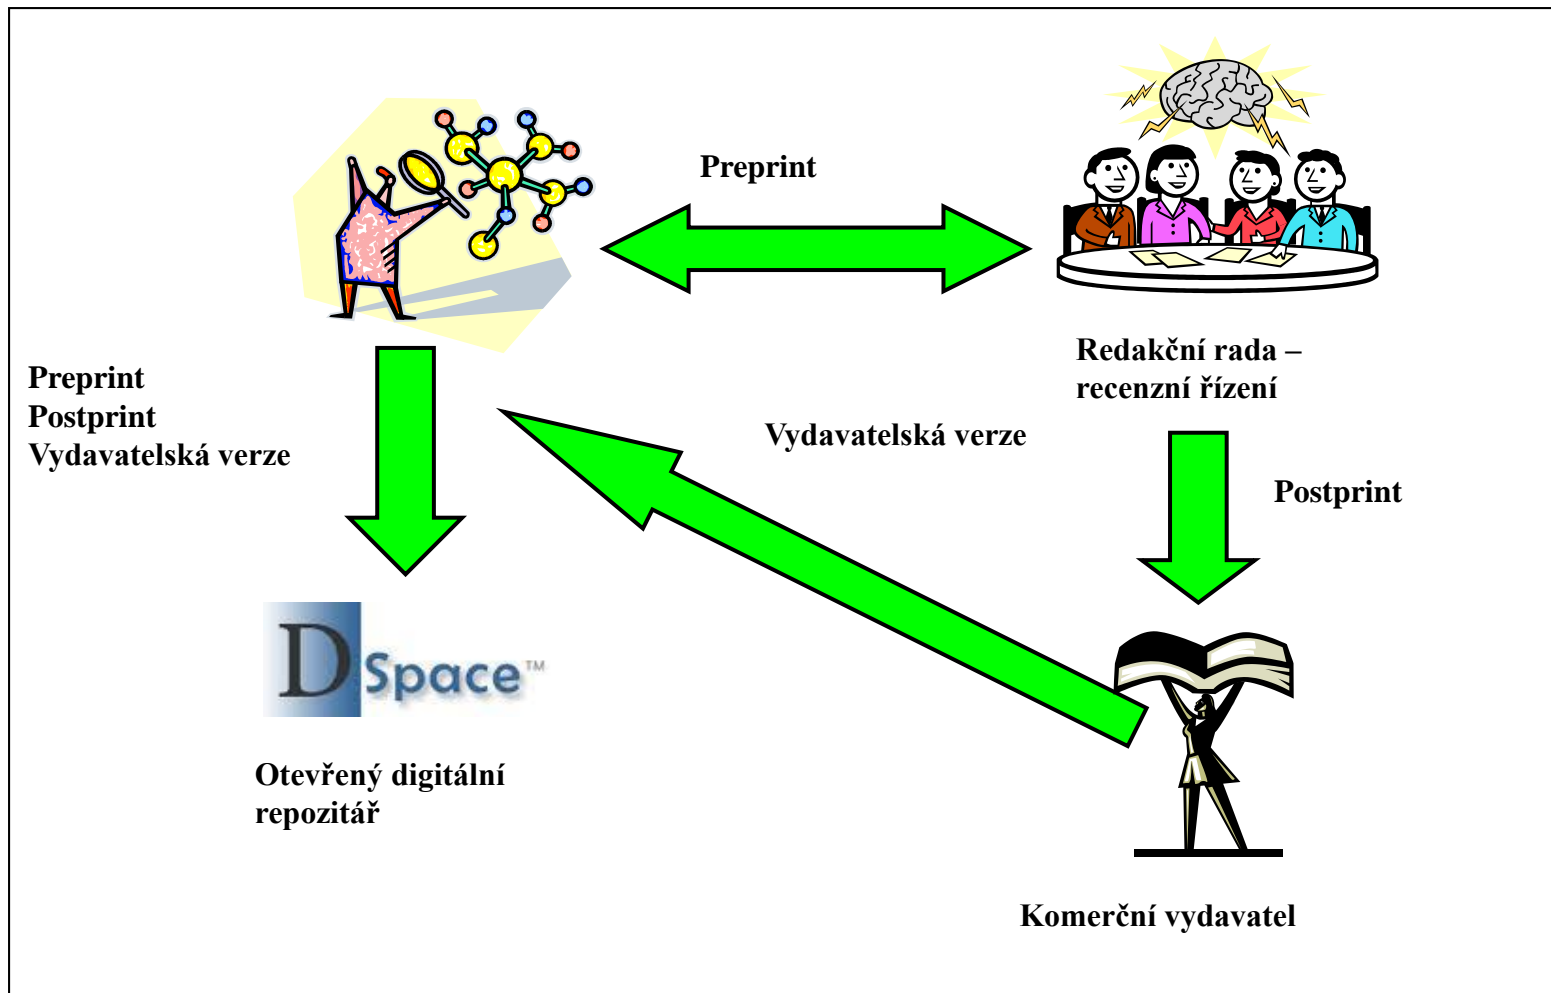 Preprint
Redakční rada –
recenzní řízení
Preprint
Postprint
Vydavatelská verze
Vydavatelská verze
Postprint
DSpace™
Otevřený digitální
repozitář
Komerční vydavatel